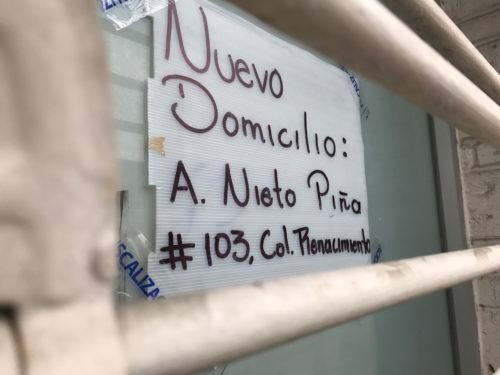 Nuevo
Domicilio:
A. Nieto Piña
#103, Col. Renacimiento